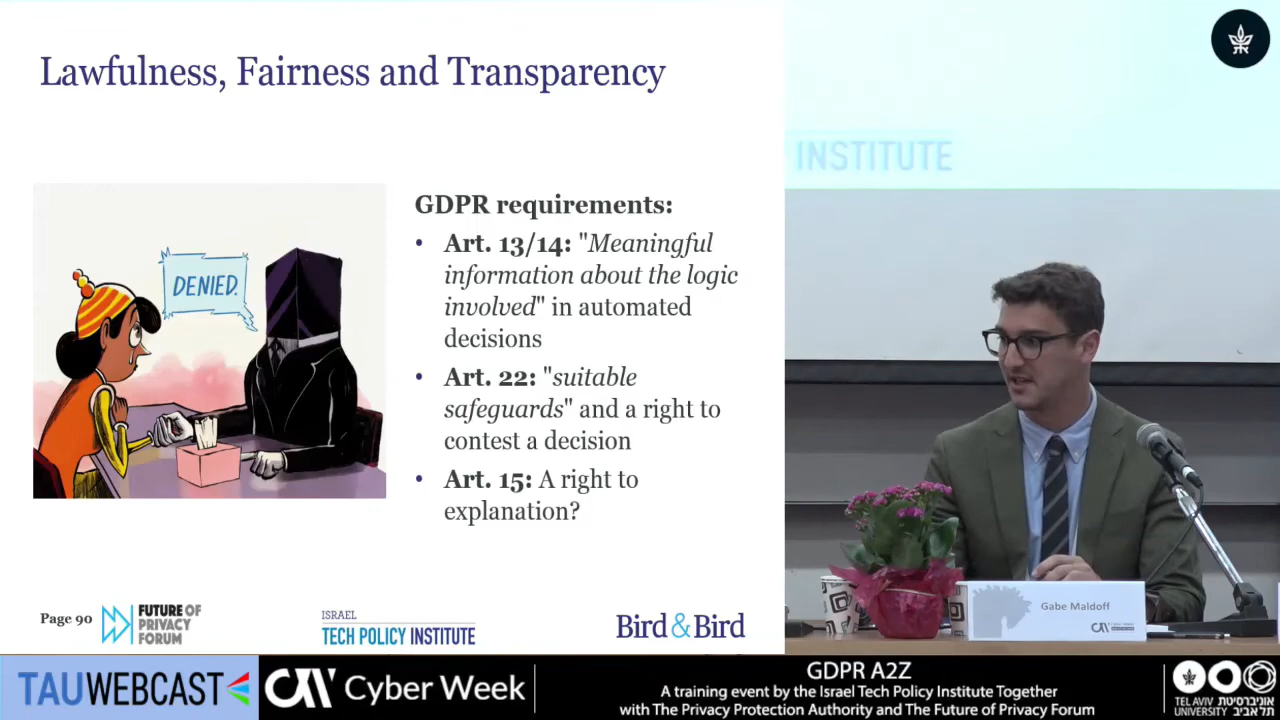 Lawfulness, Fairness and Transparency
INSTITUTE
DENIED.
GDPR requirements:
• Art. 13/14: "Meaningful
information about the logic
involved" in automated
decisions
• Art. 22: "suitable
safeguards" and a right to
contest a decision
• Art. 15: A right to
explanation?
Page 90
FUTURE OF
PRIVACY
FORUM
ISRAEL
TECH POLICY INSTITUTE
Bird & Bird
Gabe Maldoff
TAUWEBCAST
Cyber Week
GDPR A2Z
A training event by the Israel Tech Policy Institute Together
with The Privacy Protection Authority and The Future of Privacy Forum
TEL AVIV אוניברסיטת
UNIVERSITY תל אביב